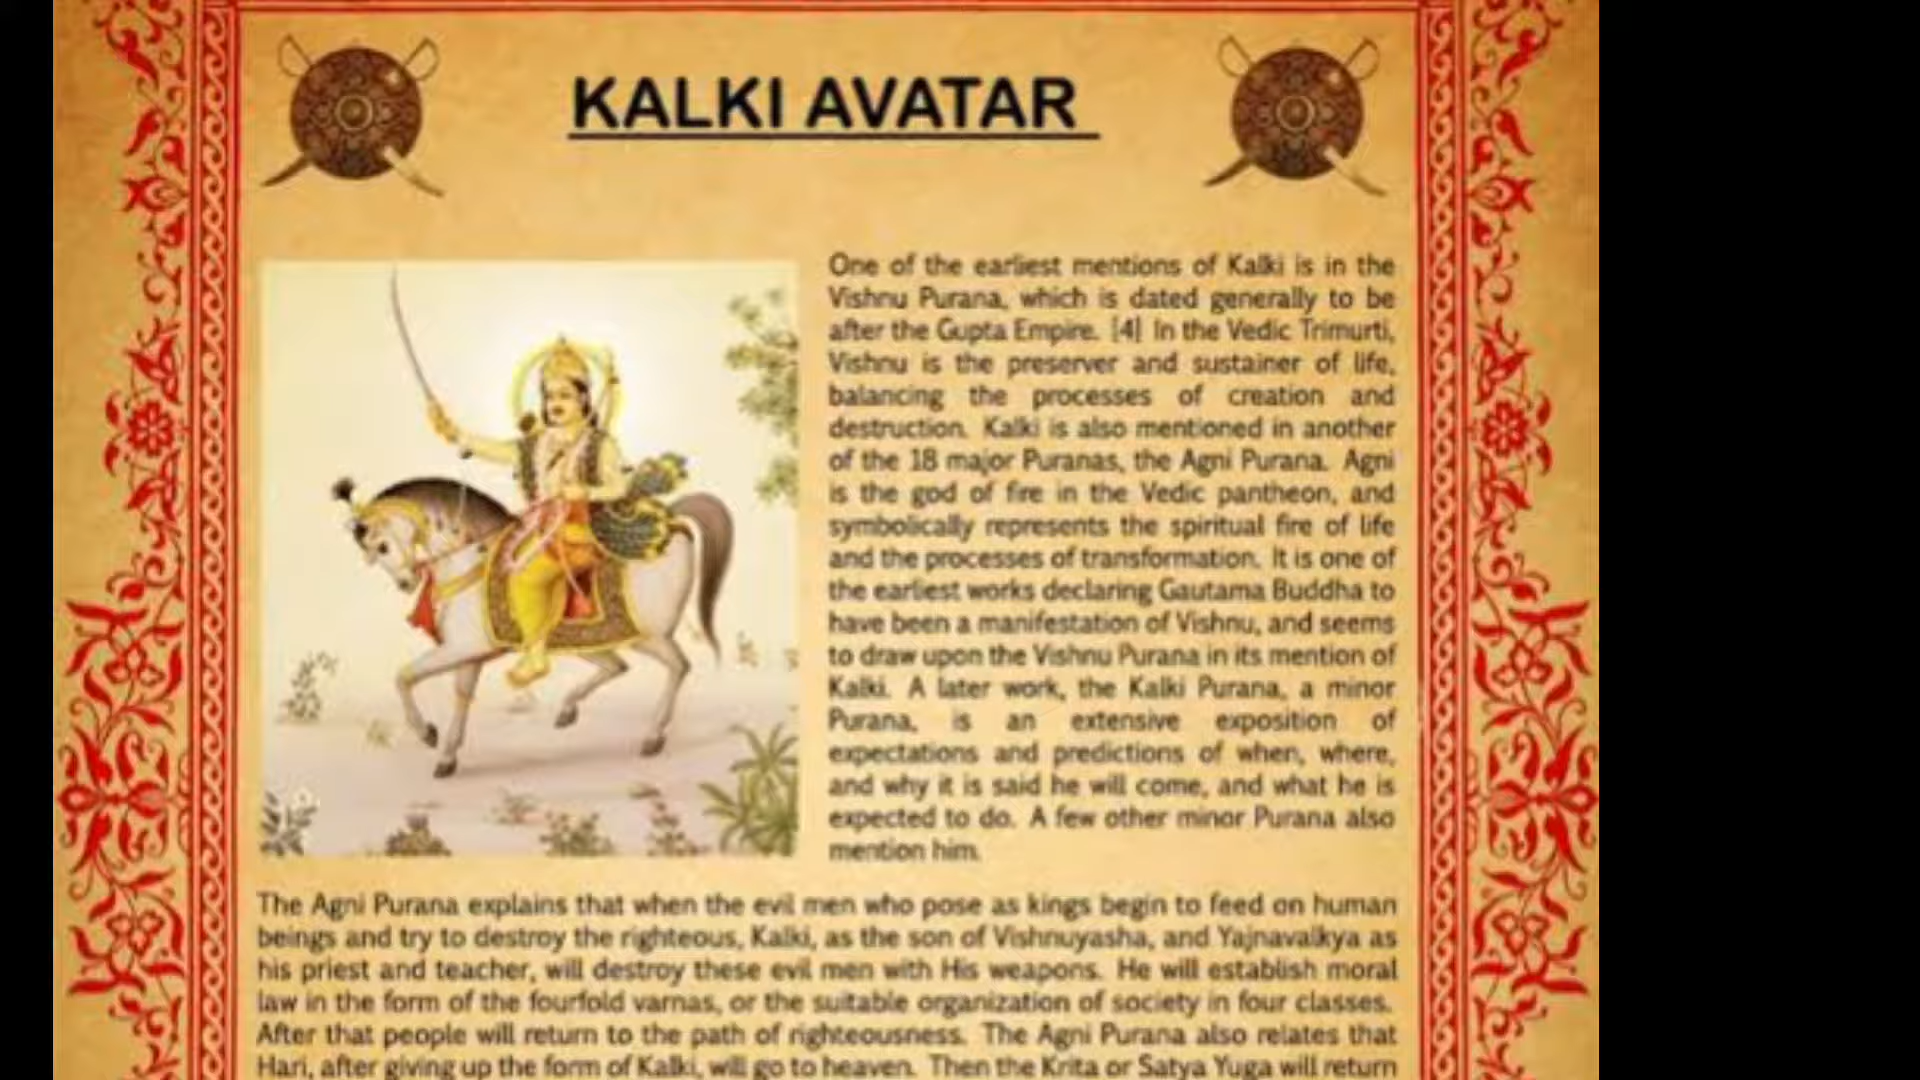 KALKI AVATAR
One of the earliest mentions of Kalki is in the
Vishnu Purana, which is dated generally to be
after the Gupta Empire. [4] In the Vedic Trimurti,
Vishnu is the preserver and sustainer of life,
balancing the processes of creation and
destruction. Kalki is also mentioned in another
of the 18 major Puranas, the Agni Purana. Agni
is the god of fire in the Vedic pantheon, and
symbolically represents the spiritual fire of life
and the processes of transformation. It is one of
the earliest works declaring Gautama Buddha to
have been a manifestation of Vishnu, and seems
to draw upon the Vishnu Purana in its mention of
Kalki. A later work, the Kalki Purana, a minor
Purana, is an extensive exposition of
expectations and predictions of when, where,
and why it is said he will come, and what he is
expected to do. A few other minor Purana also
mention him.
The Agni Purana explains that when the evil men who pose as kings begin to feed on human
beings and try to destroy the righteous, Kalki, as the son of Vishnuyasha, and Yajnavalkya as
his priest and teacher, will destroy these evil men with His weapons. He will establish moral
law in the form of the fourfold varnas, or the suitable organization of society in four classes.
After that people will return to the path of righteousness. The Agni Purana also relates that
Hari, after giving up the form of Kalki, will go to heaven. Then the Krita or Satya Yuga will return